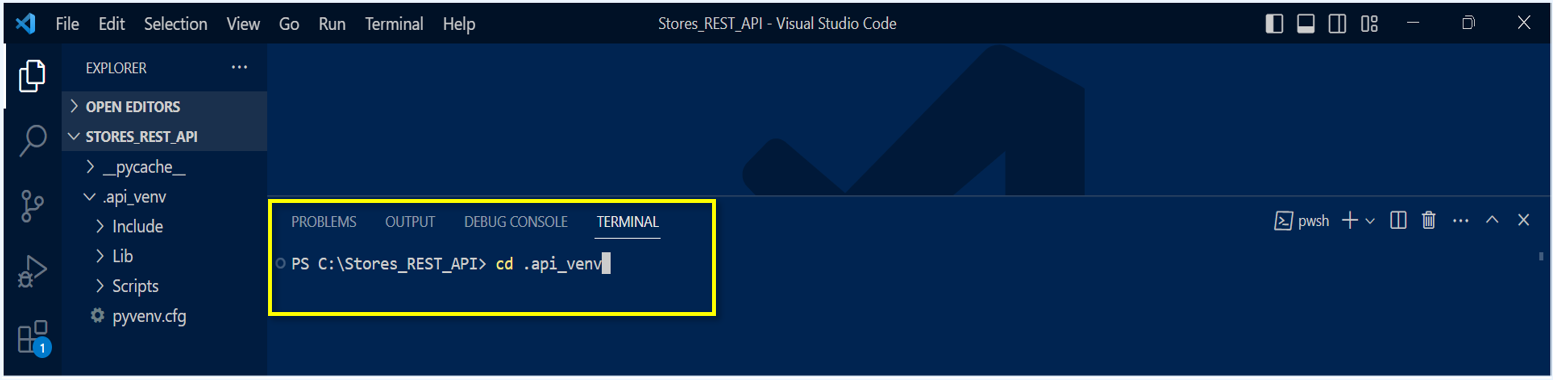 File Edit Selection View Go Run Terminal Help Stores_REST_API - Visual Studio Code
EXPLORER ...
OPEN EDITORS
STORES_REST_API
__pycache__
.api_venv
Include
Lib
Scripts
pyvenv.cfg
1
PROBLEMS OUTPUT DEBUG CONSOLE TERMINAL pwsh
PS C:\Stores_REST_API> cd .api_venv